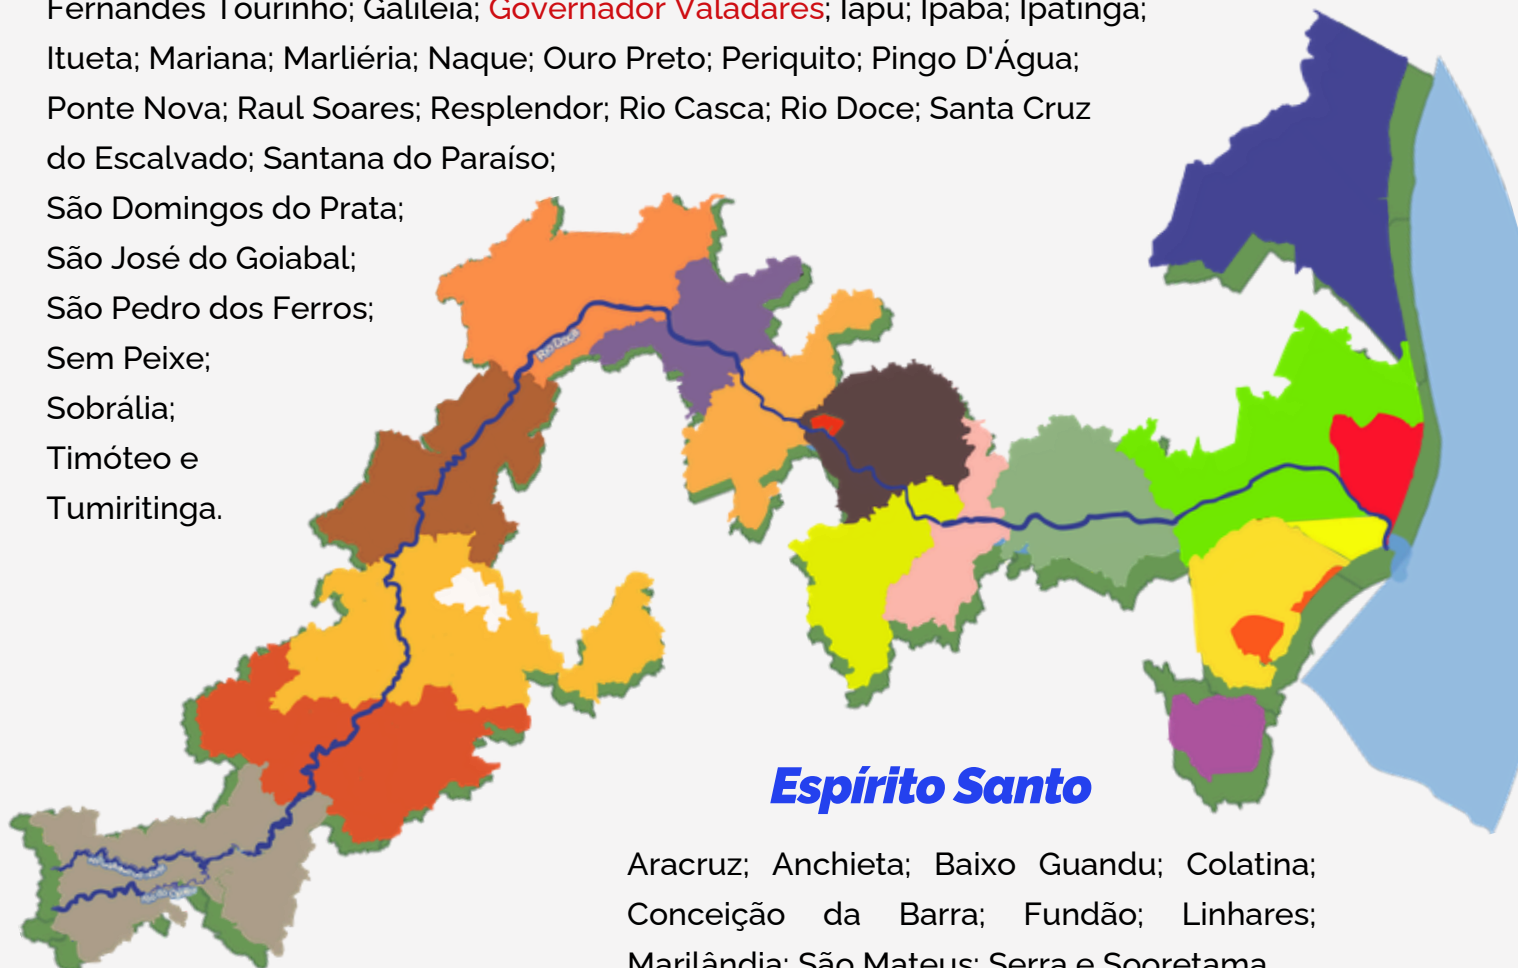 Fernandes Tourinho; Galiléia; Governador Valadares; Iapu; Ipaba; Ipatinga;
Itueta; Mariana; Marliéria; Naque; Ouro Preto; Periquito; Pingo D'Água;
Ponte Nova; Raul Soares; Resplendor; Rio Casca; Rio Doce; Santa Cruz
do Escalvado; Santana do Paraíso;
São Domingos do Prata;
São José do Goiabal;
São Pedro dos Ferros;
Sem Peixe;
Sobrália;
Timóteo e
Tumiritinga.
Rio Doce
Espírito Santo
Aracruz; Anchieta; Baixo Guandu; Colatina;
Conceição da Barra; Fundão; Linhares;
Marilândia; São Mateus; Serra e Sooretama.